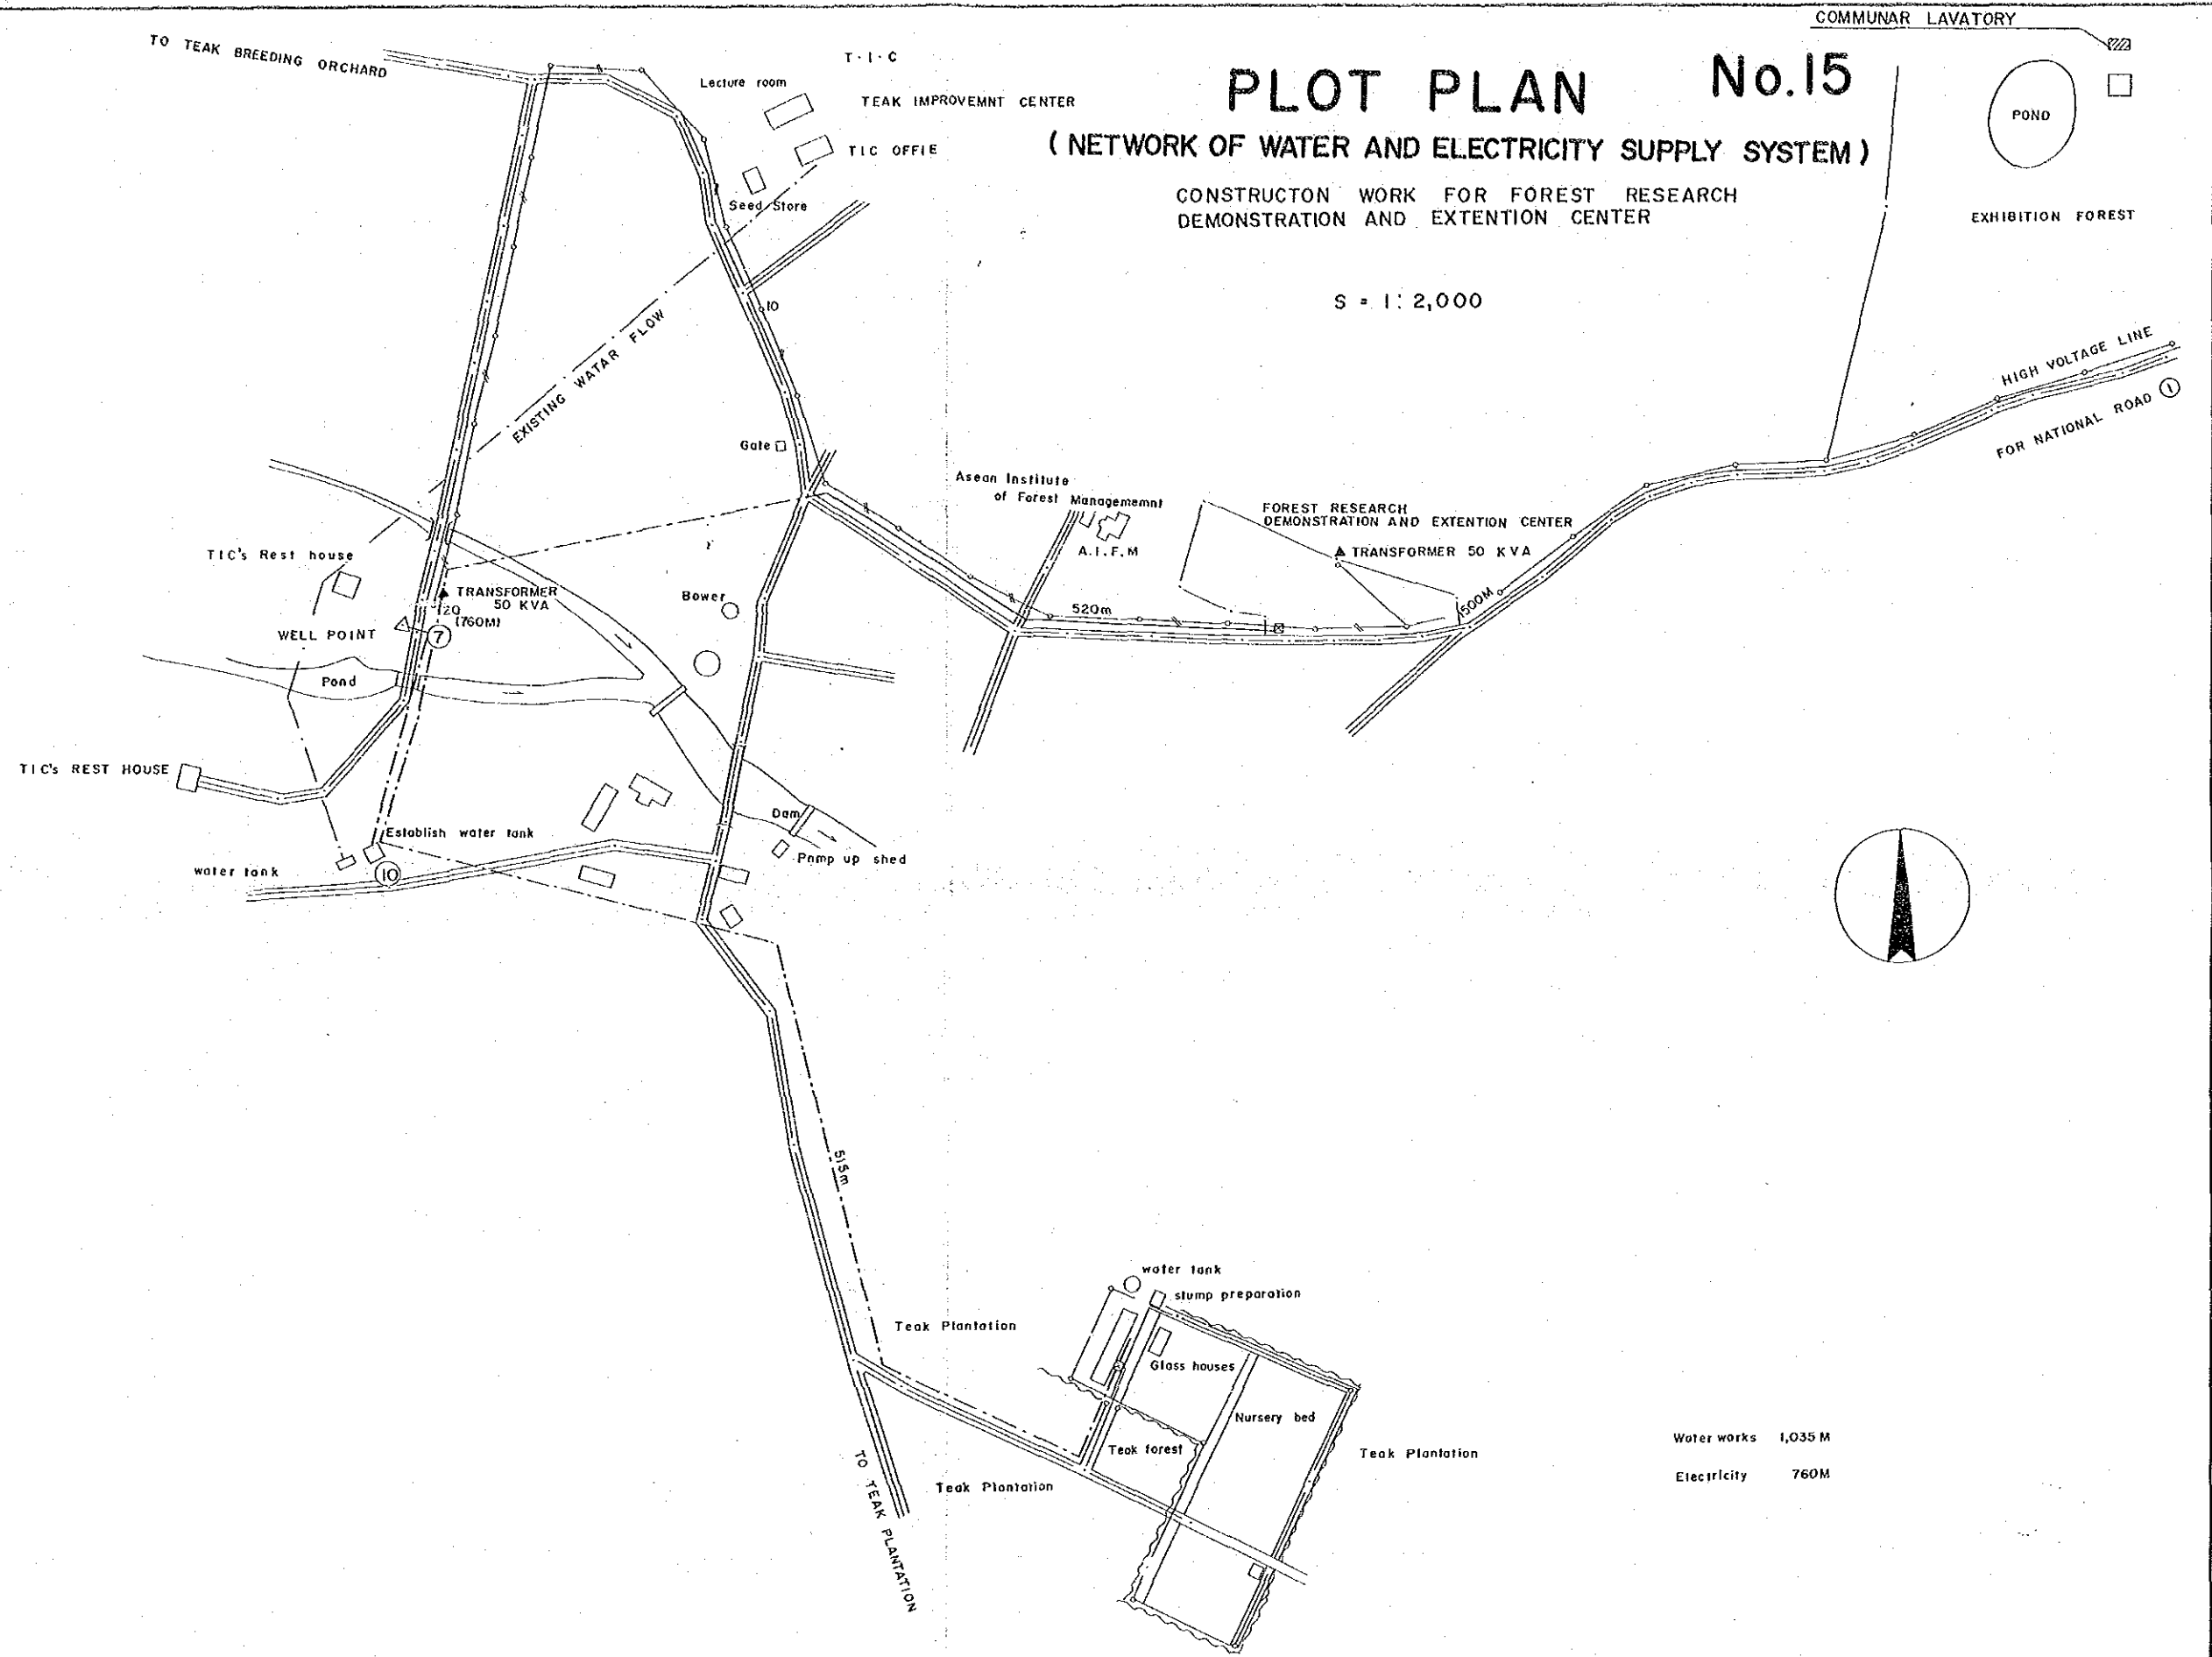 COMMUNAR LAVATORY
PLOT PLAN No.15
(NETWORK OF WATER AND ELECTRICITY SUPPLY SYSTEM)
CONSTRUCTON WORK FOR FOREST RESEARCH
DEMONSTRATION AND EXTENTION CENTER
S = 1:2,000
POND
EXHIBITION FOREST
TO TEAK BREEDING ORCHARD
T·I·C
Lecture room
TEAK IMPROVEMNT CENTER
TIC OFFIE
Seed Store
10
EXISTING WATAR FLOW
HIGH VOLTAGE LINE
FOR NATIONAL ROAD 1
Gate
Asean Institute
of Forest Managememnt
A.I.F.M
FOREST RESEARCH
DEMONSTRATION AND EXTENTION CENTER
TRANSFORMER 50 KVA
TIC's Rest house
TRANSFORMER
50 KVA
20
(760M)
7
WELL POINT
Bower
520m
500M
Pond
TIC's REST HOUSE
Dam
Establish water tank
Pnmp up shed
water tank
10
515m
water tank
slump preparation
Teak Plantation
Glass houses
Nursery bed
Teak forest
Teak Plantation
Teak Plantation
TO TEAK PLANTATION
Water works 1,035 M
Electricity 760M